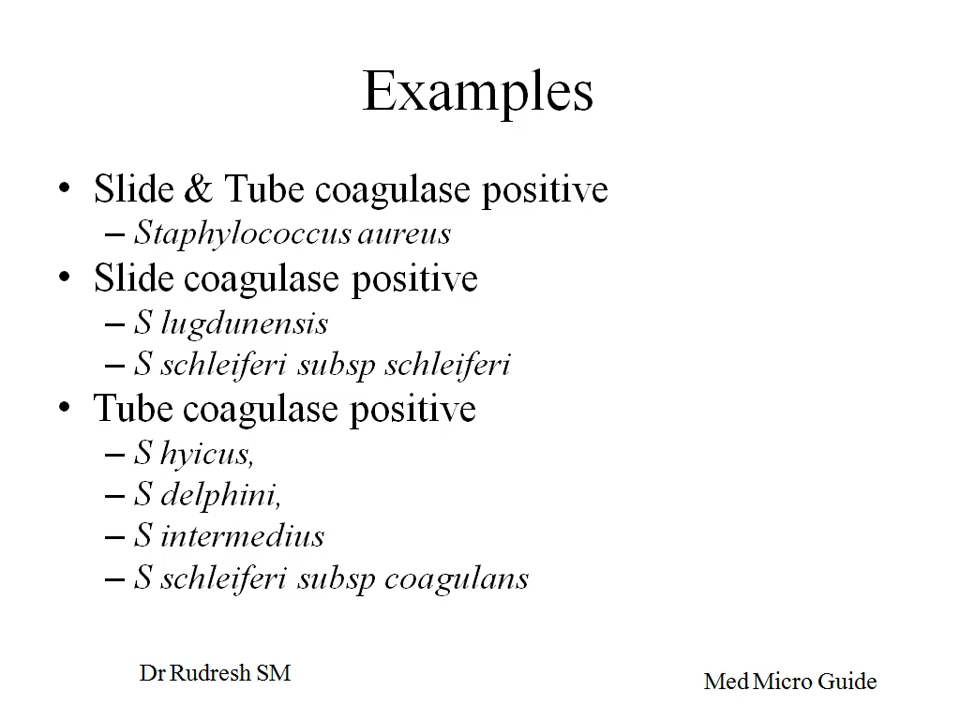 Examples
• Slide & Tube coagulase positive
– Staphylococcus aureus
• Slide coagulase positive
– S lugdunensis
– S schleiferi subsp schleiferi
• Tube coagulase positive
– S hyicus,
– S delphini,
– S intermedius
– S schleiferi subsp coagulans
Dr Rudresh SM
Med Micro Guide